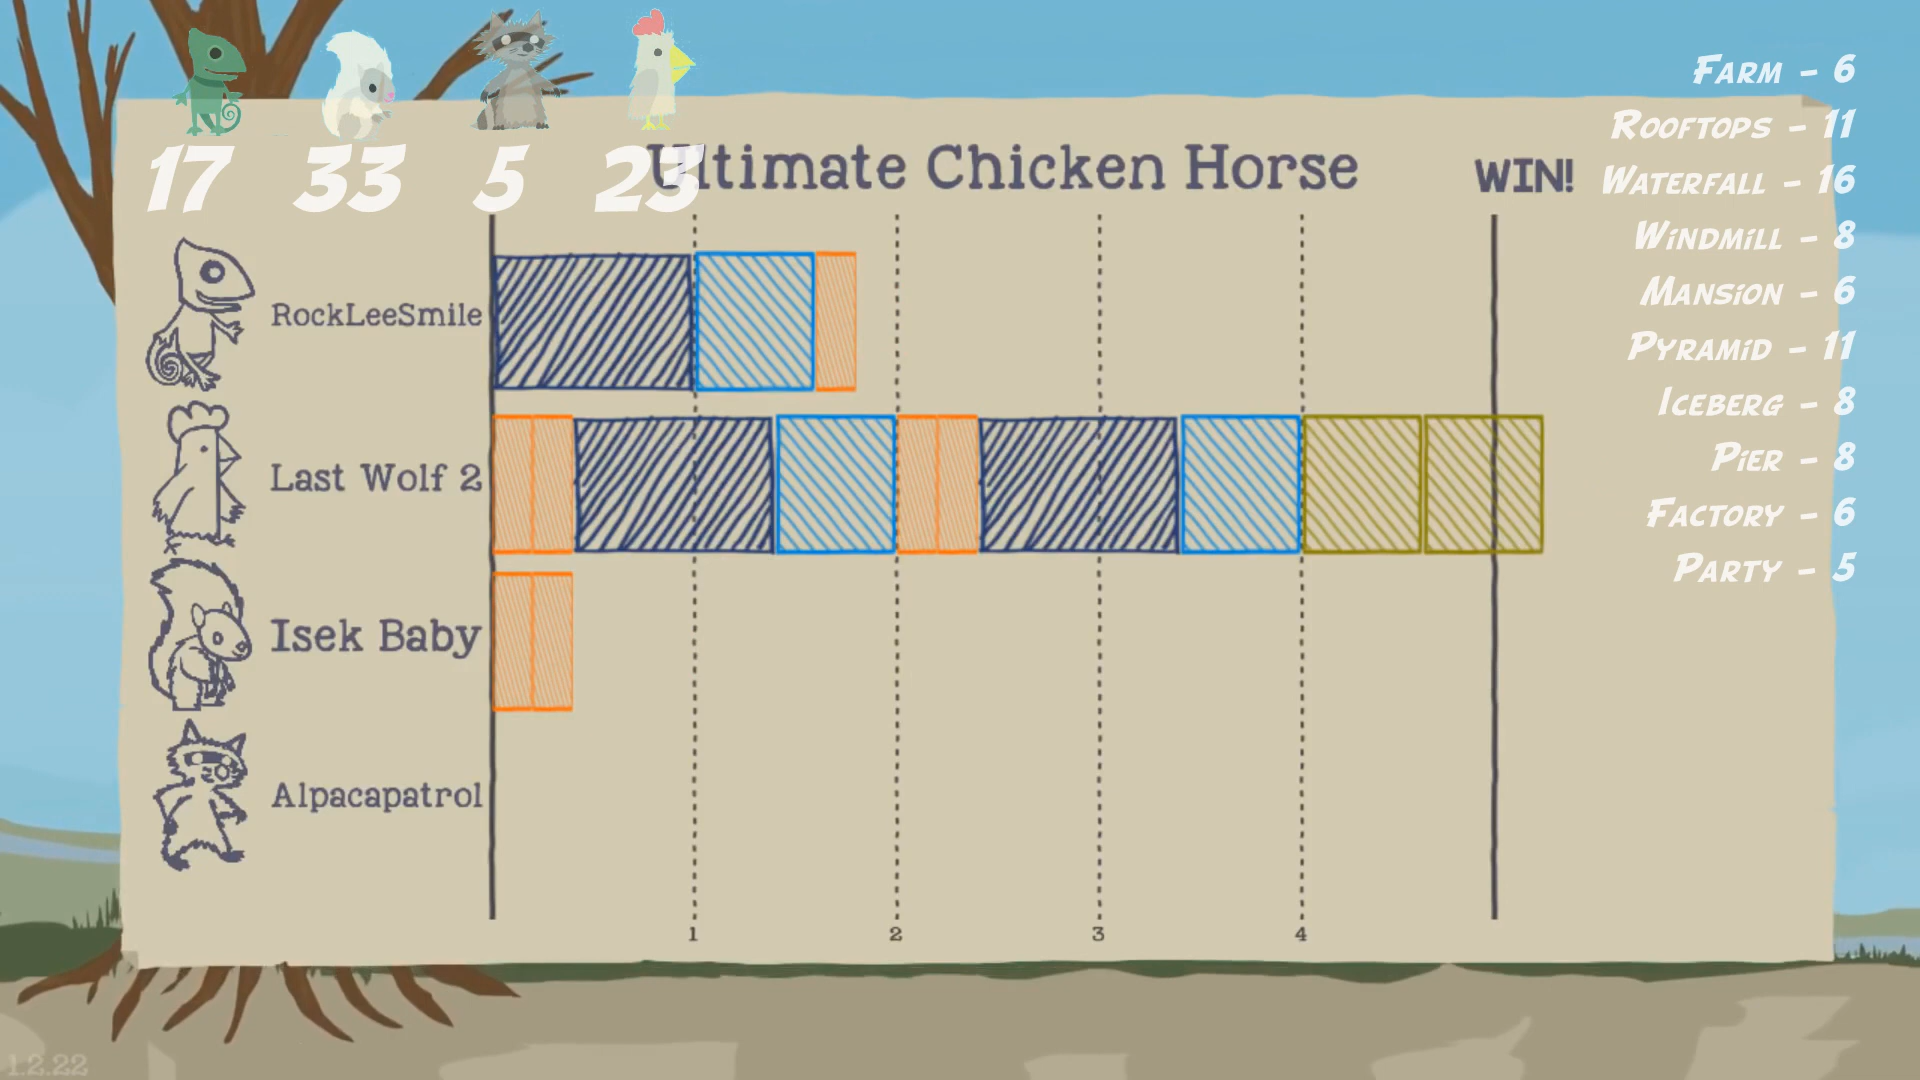 17 33 5 23
Ultimate Chicken Horse
WIN!
Farm - 6
Rooftops - 11
Waterfall - 16
Windmill - 8
Mansion - 6
Pyramid - 11
Iceberg - 8
Pier - 8
Factory - 6
Party - 5
RockLeeSmile
Last Wolf 2
Isek Baby
Alpacapatrol
1 2 3 4
1.2.22